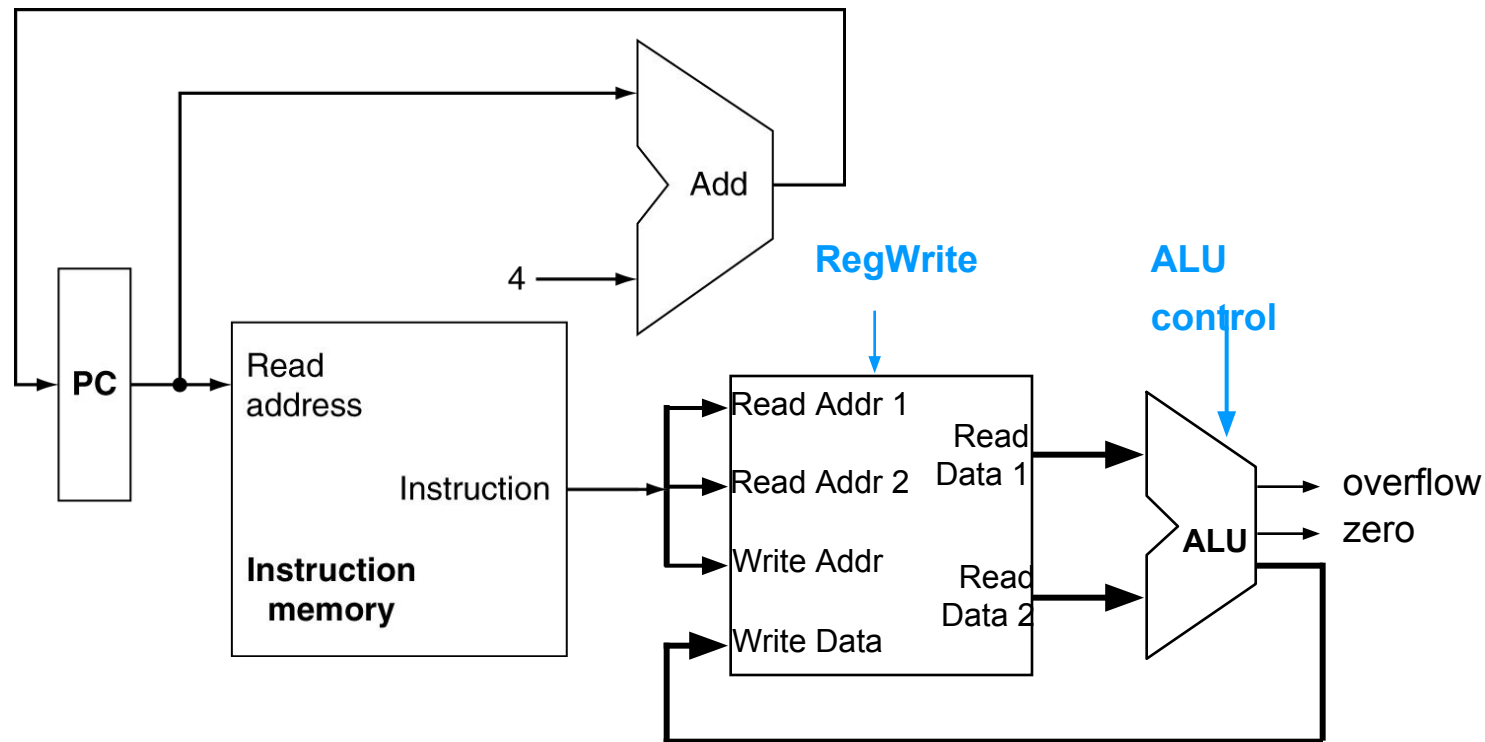 Add
4
RegWrite
ALU
control
PC
Read
address
Instruction
Instruction
memory
Read Addr 1
Read Addr 2
Write Addr
Write Data
Read
Data 1
Read
Data 2
ALU
overflow
zero